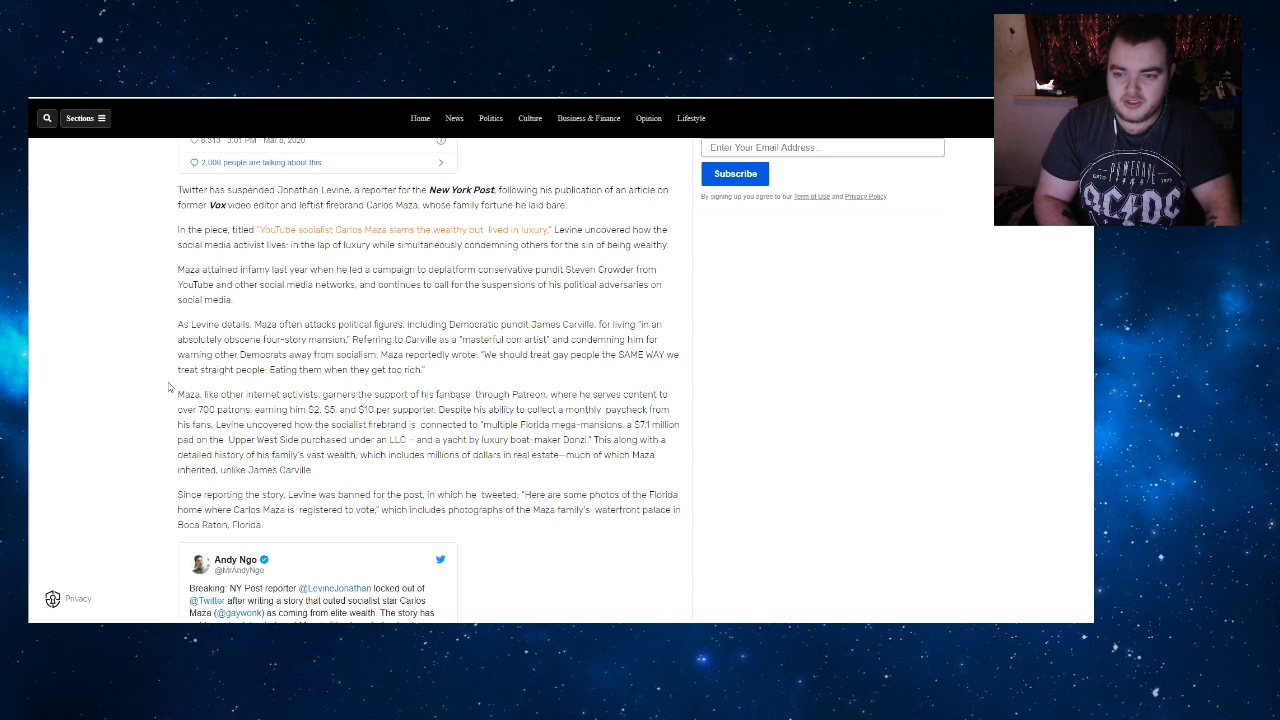 Sections
Home
News
Politics
Culture
Business & Finance
Opinion
Lifestyle
8,313 3:01 PM - Mar 8, 2020
2,008 people are talking about this
Enter Your Email Address...
Subscribe
By signing up you agree to our Term of Use and Privacy Policy
Twitter has suspended Jonathan Levine, a reporter for the New York Post, following his publication of an article on
former Vox video editor and leftist firebrand Carlos Maza, whose family fortune he laid bare.
In the piece, titled "YouTube socialist Carlos Maza slams the wealthy but lived in luxury," Levine uncovered how the
social media activist lives: in the lap of luxury while simultaneously condemning others for the sin of being wealthy.
Maza attained infamy last year when he led a campaign to deplatform conservative pundit Steven Crowder from
YouTube and other social media networks, and continues to call for the suspensions of his political adversaries on
social media.
As Levine details, Maza often attacks political figures, including Democratic pundit James Carville, for living "in an
absolutely obscene four-story mansion." Referring to Carville as a "masterful con artist" and condemning him for
warning other Democrats away from socialism, Maza reportedly wrote: "We should treat gay people the SAME WAY we
treat straight people: Eating them when they get too rich."
Maza, like other internet activists, garners the support of his fanbase through Patreon, where he serves content to
over 700 patrons, earning him $2, $5, and $10 per supporter. Despite his ability to collect a monthly paycheck from
his fans, Levine uncovered how the socialist firebrand is connected to "multiple Florida mega-mansions, a $7.1 million
pad on the Upper West Side purchased under an LLC – and a yacht by luxury boat-maker Donzi." This along with a
detailed history of his family's vast wealth, which includes millions of dollars in real estate—much of which Maza
inherited, unlike James Carville
Since reporting the story, Levine was banned for the post, in which he tweeted: "Here are some photos of the Florida
home where Carlos Maza is registered to vote," which includes photographs of the Maza family's waterfront palace in
Boca Raton, Florida.
Andy Ngo
@MrAndyNgo
Breaking: NY Post reporter @LevineJonathan locked out of
@Twitter after writing a story that outed socialist star Carlos
Maza (@gaywonk) as coming from elite wealth. The story has
Privacy
POWERAGE
AC/DC